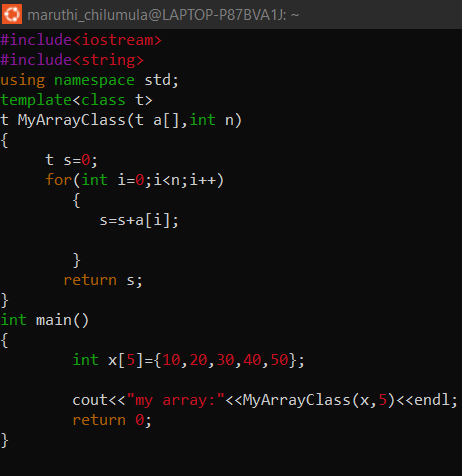 maruthi_chilumula@LAPTOP-P87BVA1J: ~
#include<iostream>
#include<string>
using namespace std;
template<class t>
t MyArrayClass(t a[],int n)
{
     t s=0;
     for(int i=0;i<n;i++)
        {
           s=s+a[i];

        }
       return s;
}
int main()
{
        int x[5]={10,20,30,40,50};

        cout<<"my array:"<<MyArrayClass(x,5)<<endl;
        return 0;
}